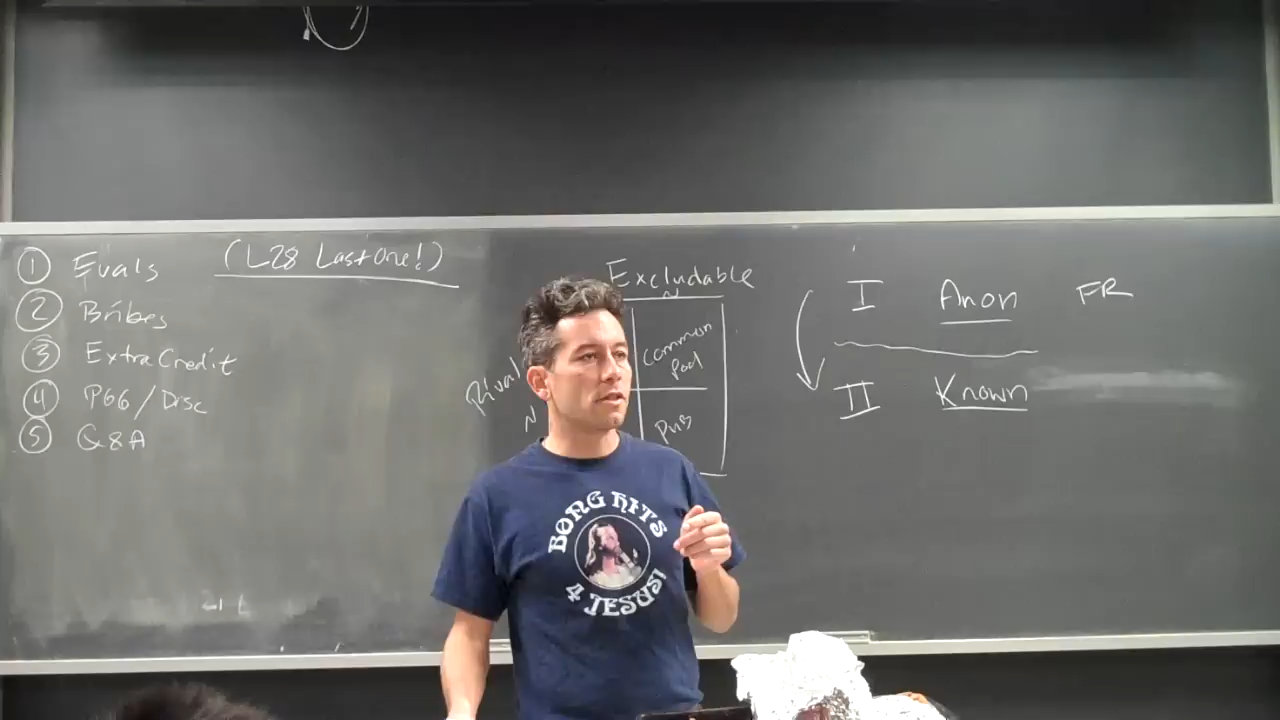 ① Evals (L28 Last One!)
② Bribes
③ Extra Credit
④ PGG / Disc
⑤ Q&A
Excludable
N
Rival
N
Common
Pool
Pub
I Anon FR
II Known
BONG HITS
4 JESUS!